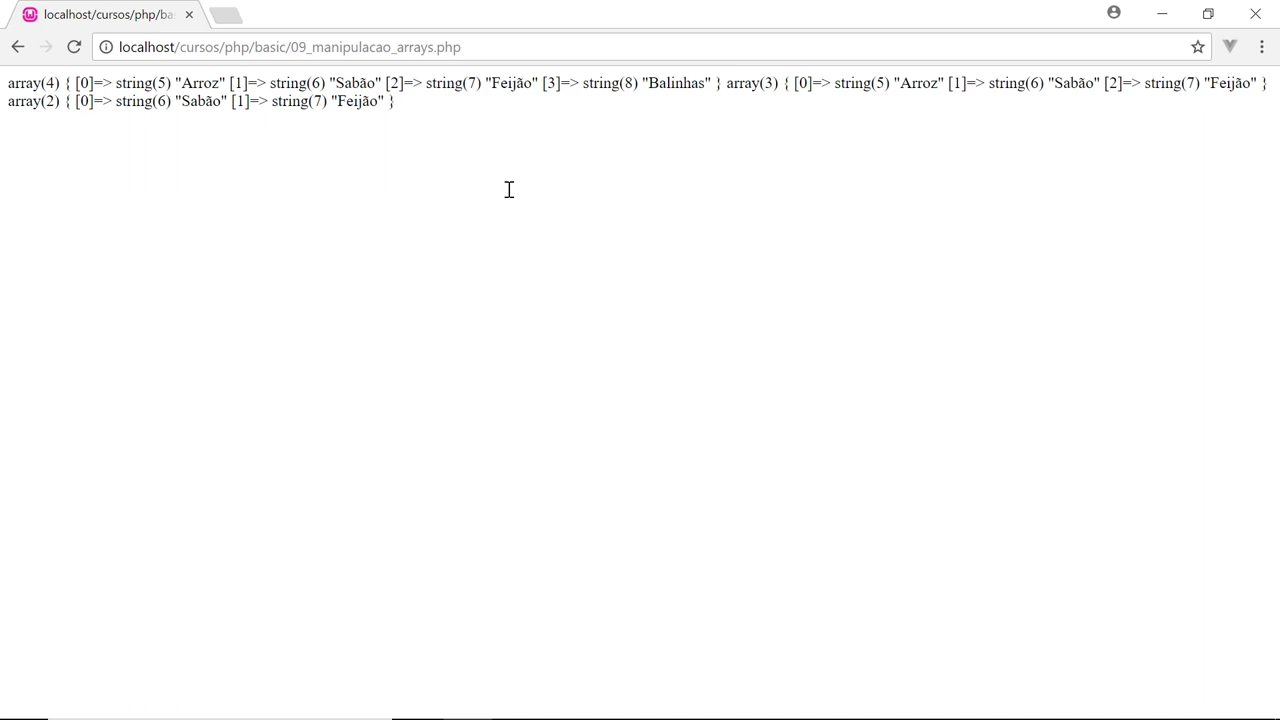 localhost/cursos/php/ba
localhost/cursos/php/basic/09_manipulacao_arrays.php
array(4) { [0]=> string(5) "Arroz" [1]=> string(6) "Sabão" [2]=> string(7) "Feijão" [3]=> string(8) "Balinhas" } array(3) { [0]=> string(5) "Arroz" [1]=> string(6) "Sabão" [2]=> string(7) "Feijão" }
array(2) { [0]=> string(6) "Sabão" [1]=> string(7) "Feijão" }